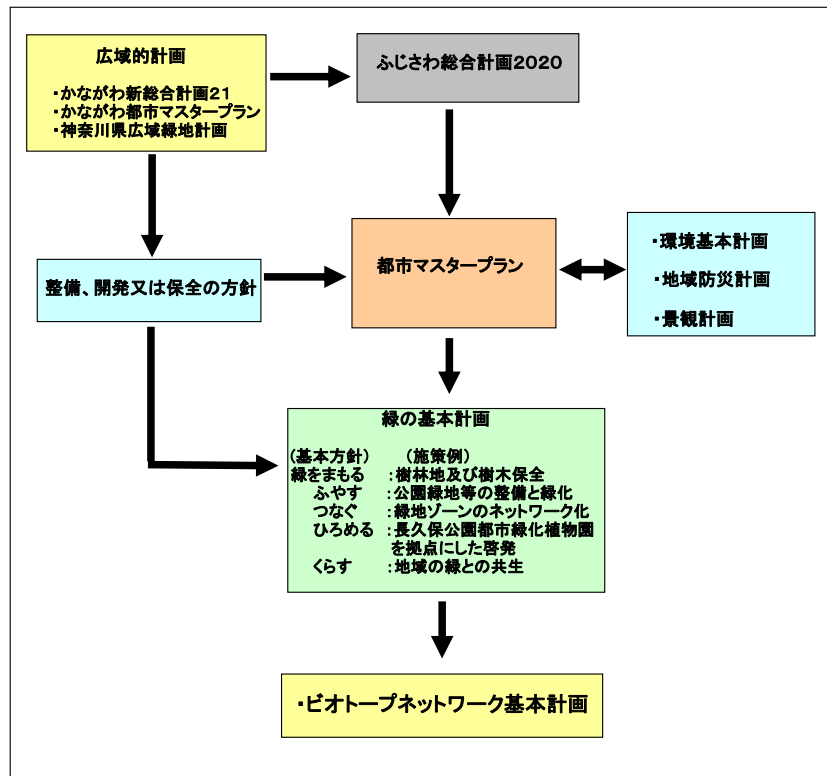 広域的計画
・かながわ新総合計画21
・かながわ都市マスタープラン
・神奈川県広域緑地計画
ふじさわ総合計画2020
整備、開発又は保全の方針
都市マスタープラン
・環境基本計画
・地域防災計画
・景観計画
緑の基本計画
(基本方針) (施策例)
緑をまもる :樹林地及び樹木保全
ふやす :公園緑地等の整備と緑化
つなぐ :緑地ゾーンのネットワーク化
ひろめる :長久保公園都市緑化植物園
を拠点にした啓発
くらす :地域の緑との共生
・ビオトープネットワーク基本計画